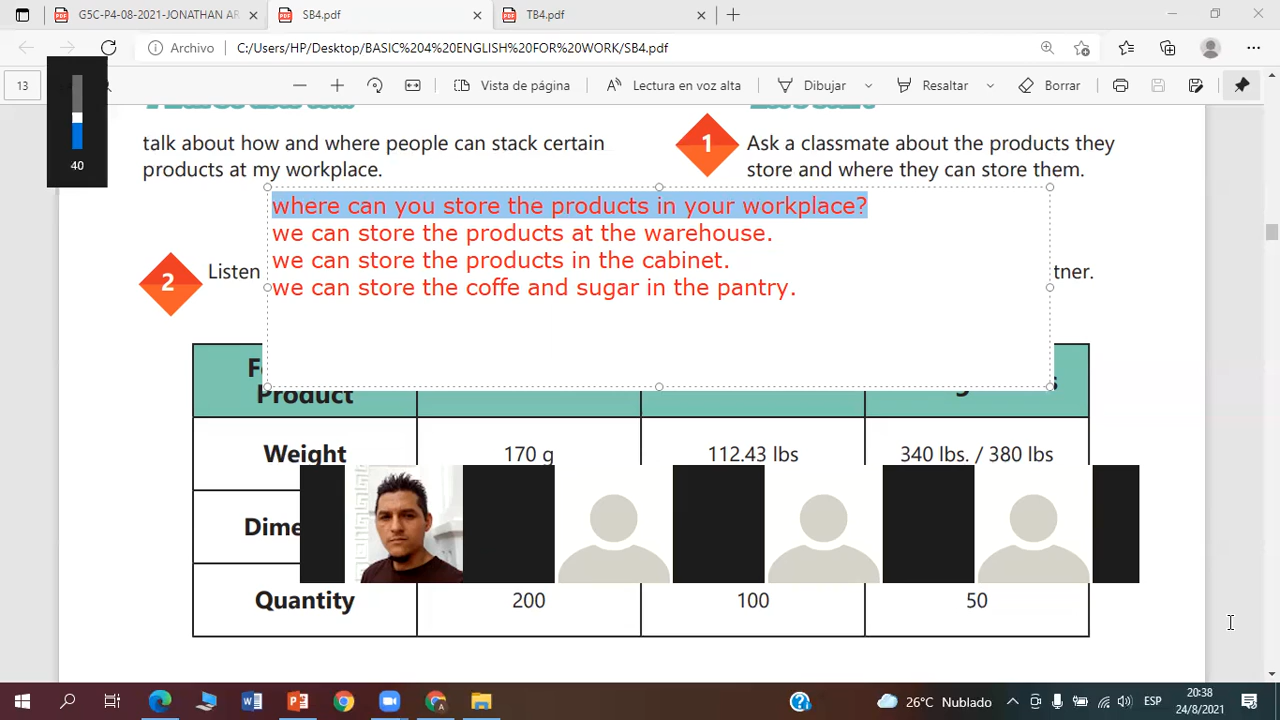 G5C-P4-08-2021-JONATHAN AR
SB4.pdf
TB4.pdf
Archivo
C:/Users/HP/Desktop/BASIC%204%20ENGLISH%20FOR%20WORK/SB4.pdf
13
Vista de página
Lectura en voz alta
Dibujar
Resaltar
Borrar
40
talk about how and where people can stack certain
products at my workplace.
1
Ask a classmate about the products they
store and where they can store them.
where can you store the products in your workplace?
we can store the products at the warehouse.
we can store the products in the cabinet.
we can store the coffe and sugar in the pantry.
2
Listen
tner.
Product
Weight
170 g
112.43 lbs
340 lbs. / 380 lbs
Dime
Quantity
200
100
50
26°C Nublado
ESP
20:38
24/8/2021